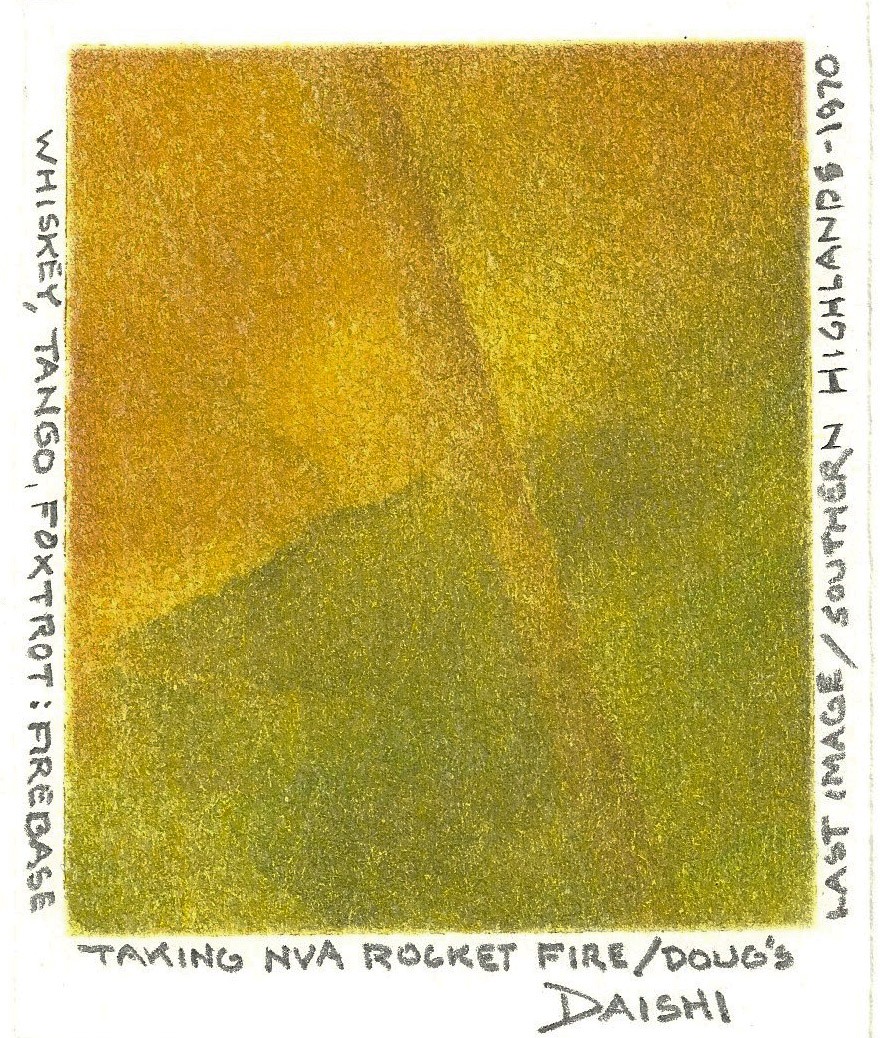 WHISKEY, TANGO, FOXTROT: FIREBASE
TAKING NVA ROCKET FIRE/DOUG'S
LAST IMAGE/SOUTHERN HIGHLANDS-1970
DAISHI